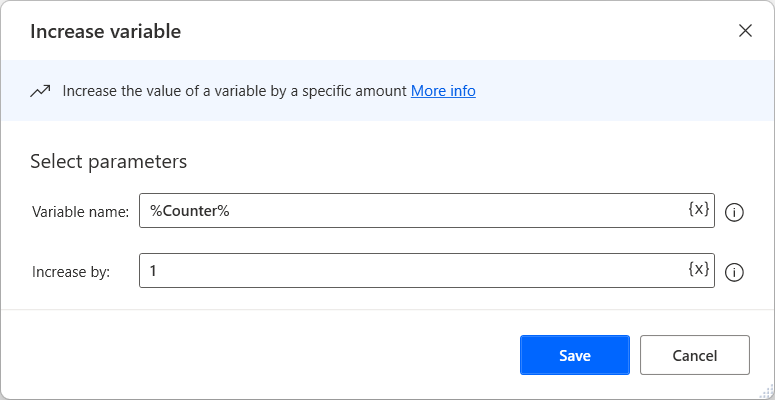 Increase variable
Increase the value of a variable by a specific amount More info
Select parameters
Variable name: %Counter% {x}
Increase by: 1 {x}
Save Cancel